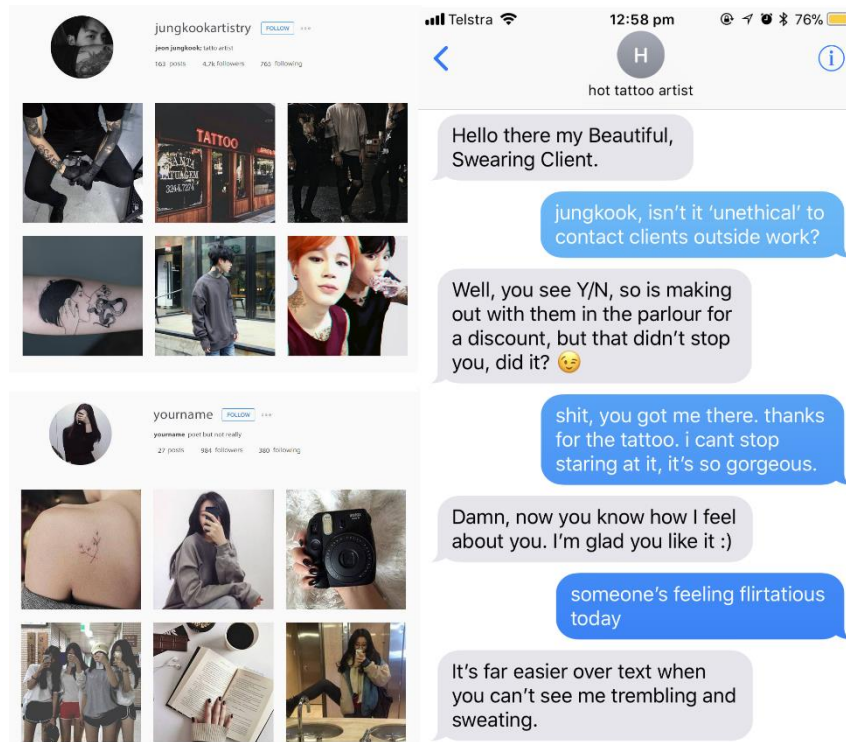 jungkookartistry FOLLOW
jeon jungkook; tatto artist
163 posts 4.7k followers 765 following
TATTOO
TATUAGEM
3244.7274
yourname FOLLOW
yourname poet but not really
27 posts 984 followers 380 following
Telstra 12:58 pm 76%
H
hot tattoo artist
Hello there my Beautiful,
Swearing Client.
jungkook, isn't it ‘unethical’ to
contact clients outside work?
Well, you see Y/N, so is making
out with them in the parlour for
a discount, but that didn't stop
you, did it? 😉
shit, you got me there. thanks
for the tattoo. i cant stop
staring at it, it's so gorgeous.
Damn, now you know how I feel
about you. I'm glad you like it :)
someone's feeling flirtatious
today
It's far easier over text when
you can't see me trembling and
sweating.